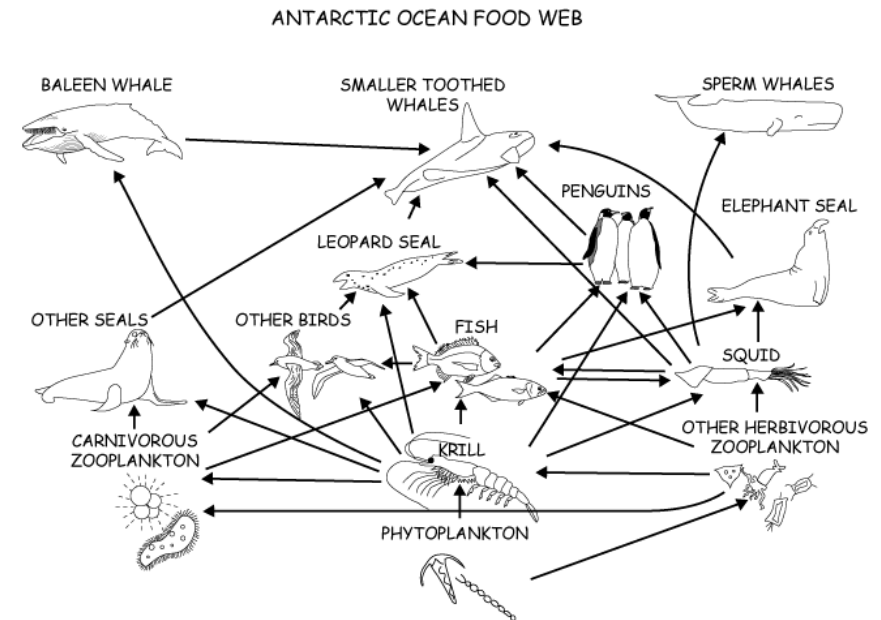 ANTARCTIC OCEAN FOOD WEB
BALEEN WHALE
SMALLER TOOTHED
WHALES
SPERM WHALES
PENGUINS
ELEPHANT SEAL
LEOPARD SEAL
OTHER SEALS
OTHER BIRDS
FISH
SQUID
CARNIVOROUS
ZOOPLANKTON
KRILL
OTHER HERBIVOROUS
ZOOPLANKTON
PHYTOPLANKTON